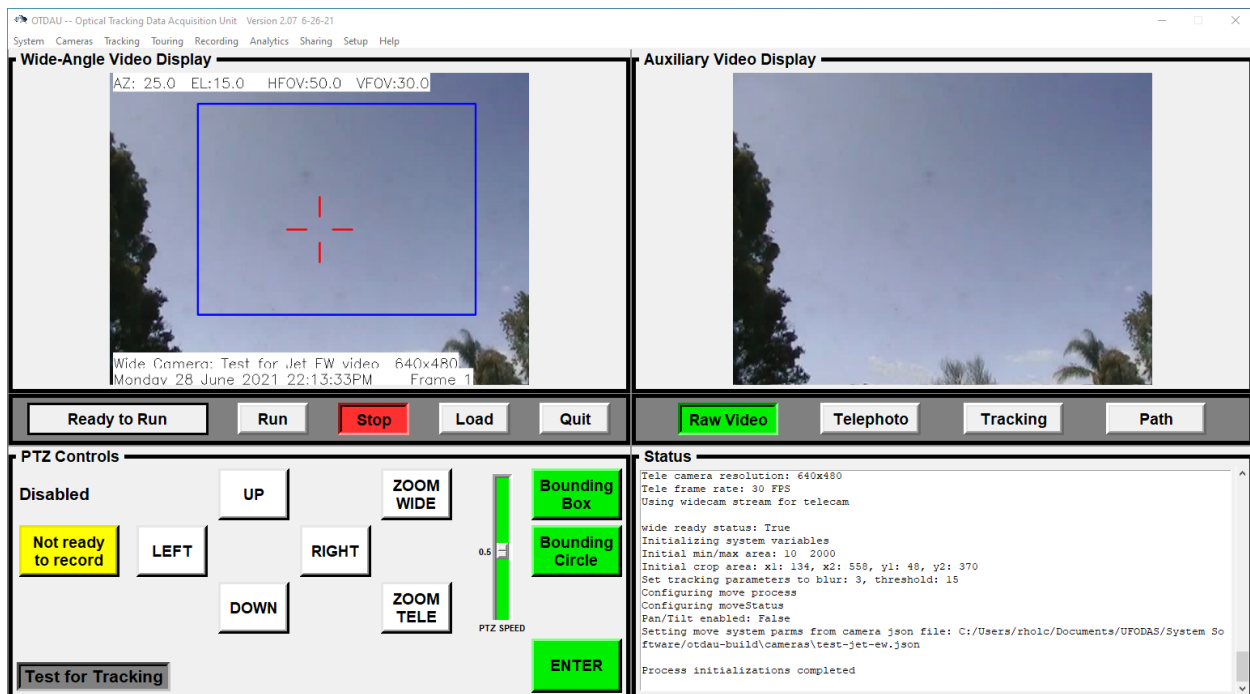 OTDAU -- Optical Tracking Data Acquisition Unit Version 2.07 6-26-21
System Cameras Tracking Touring Recording Analytics Sharing Setup Help
Wide-Angle Video Display
AZ: 25.0 EL:15.0 HFOV:50.0 VFOV:30.0
Wide Camera: Test for Jet EW video 640x480
Monday 28 June 2021 22:13:33PM Frame 1
Auxiliary Video Display
Ready to Run
Run
Stop
Load
Quit
Raw Video
Telephoto
Tracking
Path
PTZ Controls
Disabled
UP
ZOOM
WIDE
Not ready
to record
LEFT
RIGHT
DOWN
ZOOM
TELE
0.5
PTZ SPEED
Bounding
Box
Bounding
Circle
ENTER
Test for Tracking
Status
Tele camera resolution: 640x480
Tele frame rate: 30 FPS
Using widecam stream for telecam
wide ready status: True
Initializing system variables
Initial min/max area: 10 2000
Initial crop area: x1: 134, x2: 558, y1: 48, y2: 370
Set tracking parameters to blur: 3, threshold: 15
Configuring move process
Configuring moveStatus
Pan/Tilt enabled: False
Setting move system parms from camera json file: C:/Users/rholc/Documents/UFODAS/System So
ftware/otdau-build\cameras\test-jet-ew.json
Process initializations completed